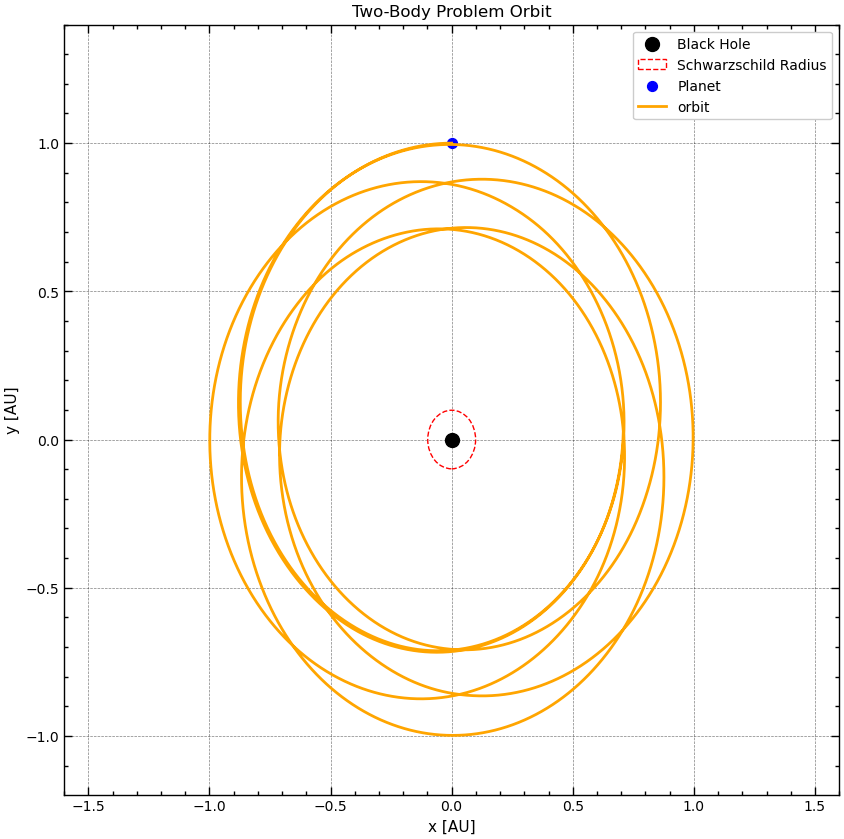 Two-Body Problem Orbit
Black Hole
Schwarzschild Radius
Planet
orbit
1.0
0.5
0.0
−0.5
−1.0
y [AU]
−1.5
−1.0
−0.5
0.0
0.5
1.0
1.5
x [AU]